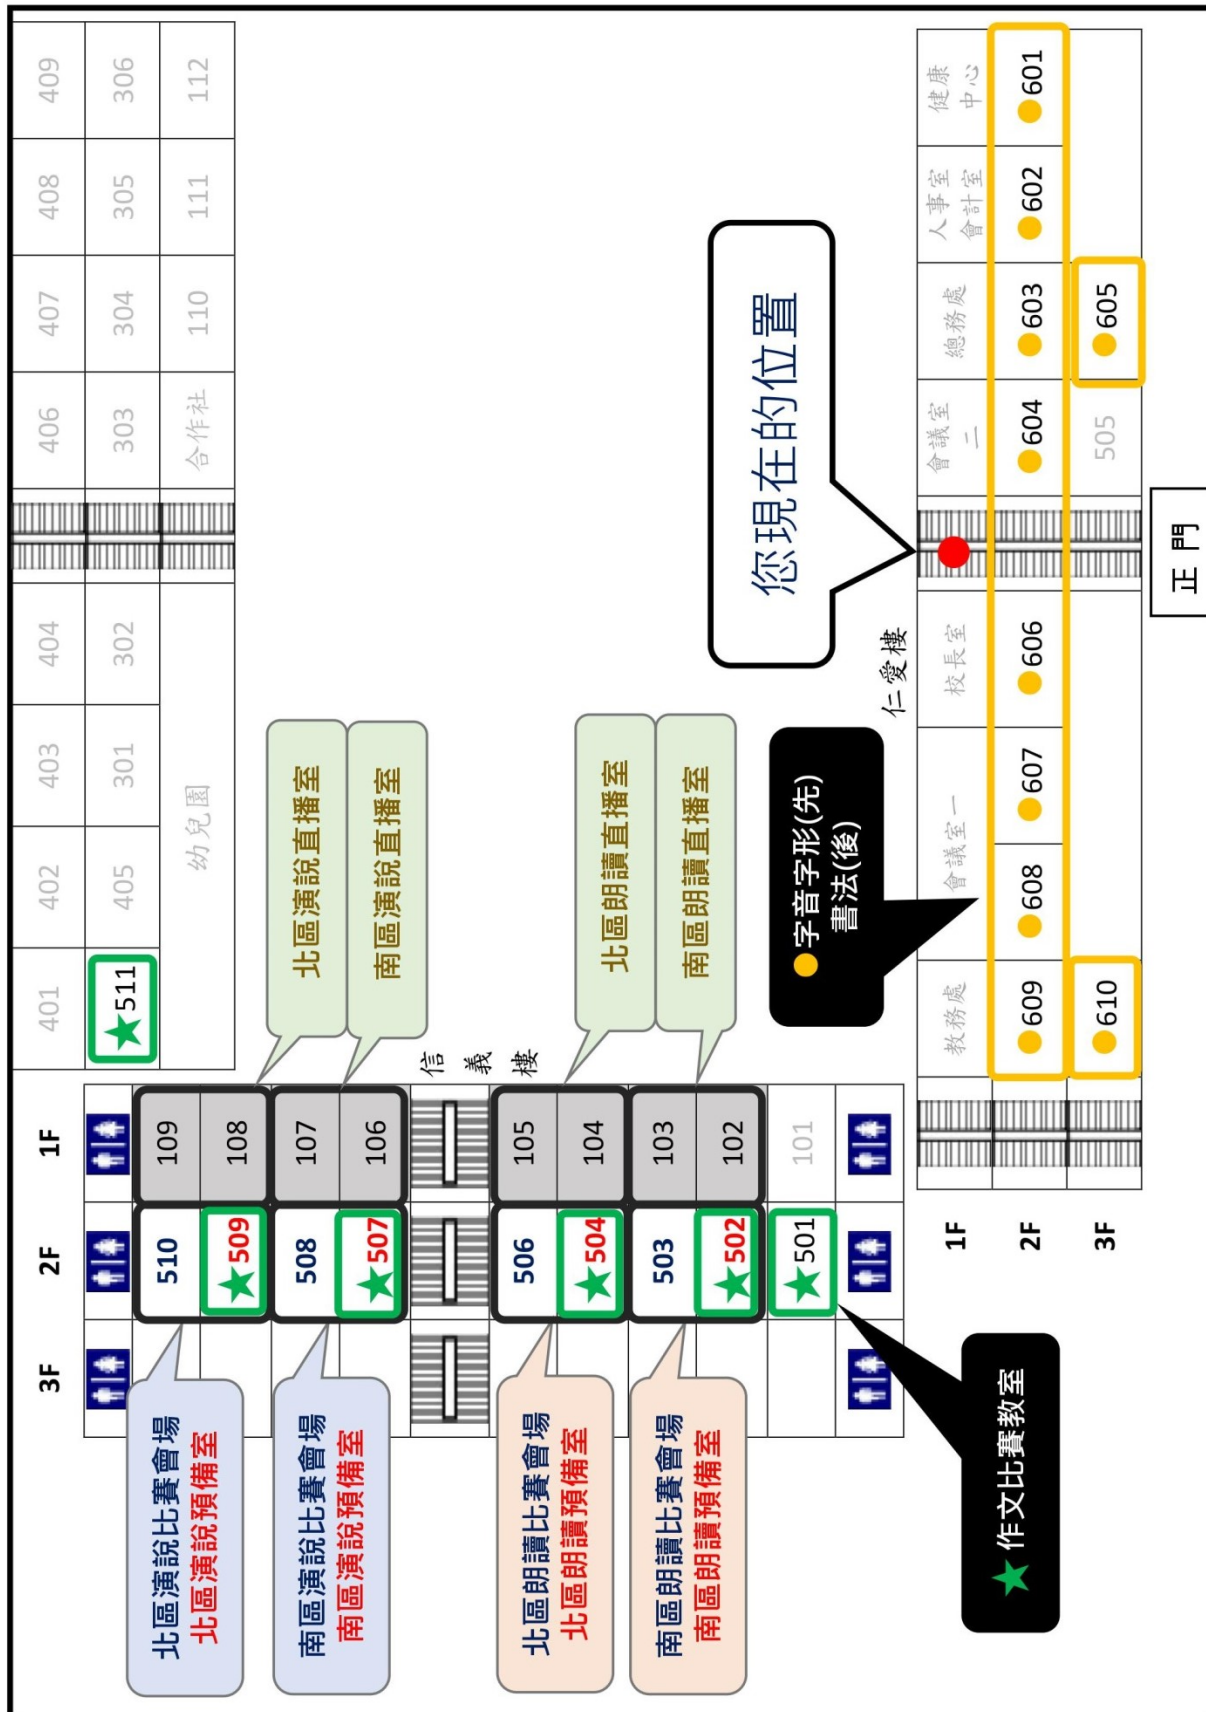 3F 2F 1F
401 402 403 404 406 407 408 409
★511 405 301 302 303 304 305 306
幼兒園 合作社 110 111 112
北區演說比賽會場
北區演說預備室
510 109
★509 108
北區演說直播室
南區演說比賽會場
南區演說預備室
508 107
★507 106
南區演說直播室
信義樓
北區朗讀比賽會場
北區朗讀預備室
506 105
★504 104
北區朗讀直播室
南區朗讀比賽會場
南區朗讀預備室
503 103
★502 102
南區朗讀直播室
★501 101
您現在的位置
●字音字形(先)
書法(後)
仁愛樓
★作文比賽教室
1F 教務處 會議室一 校長室 會議室二 總務處 人事室 會計室 健康中心
2F ●609 ●608 ●607 ●606 ●604 ●603 ●602 ●601
3F ●610 505 ●605
正門